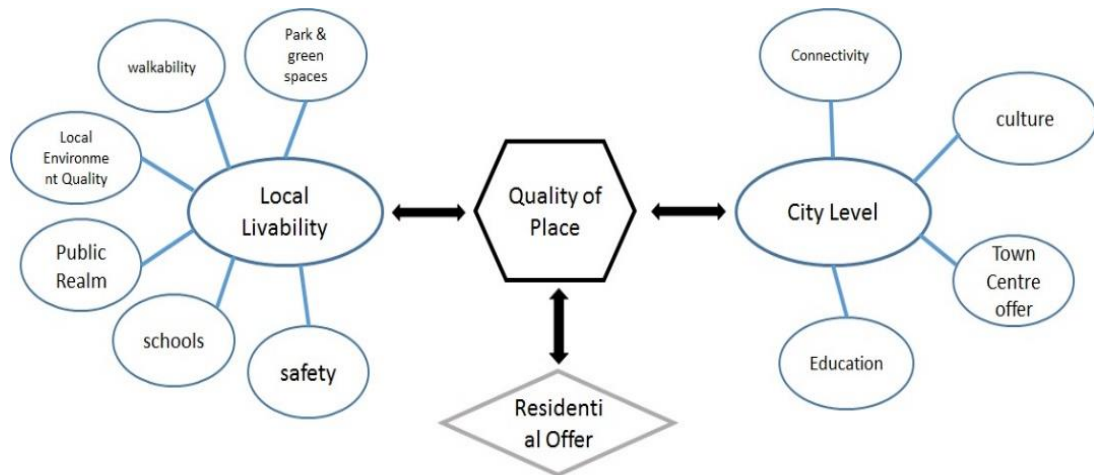 Park &
green
spaces
walkability
Local
Environme
nt Quality
Public
Realm
schools
safety
Local
Livability
Quality of
Place
Residenti
al Offer
City Level
Connectivity
culture
Town
Centre
offer
Education